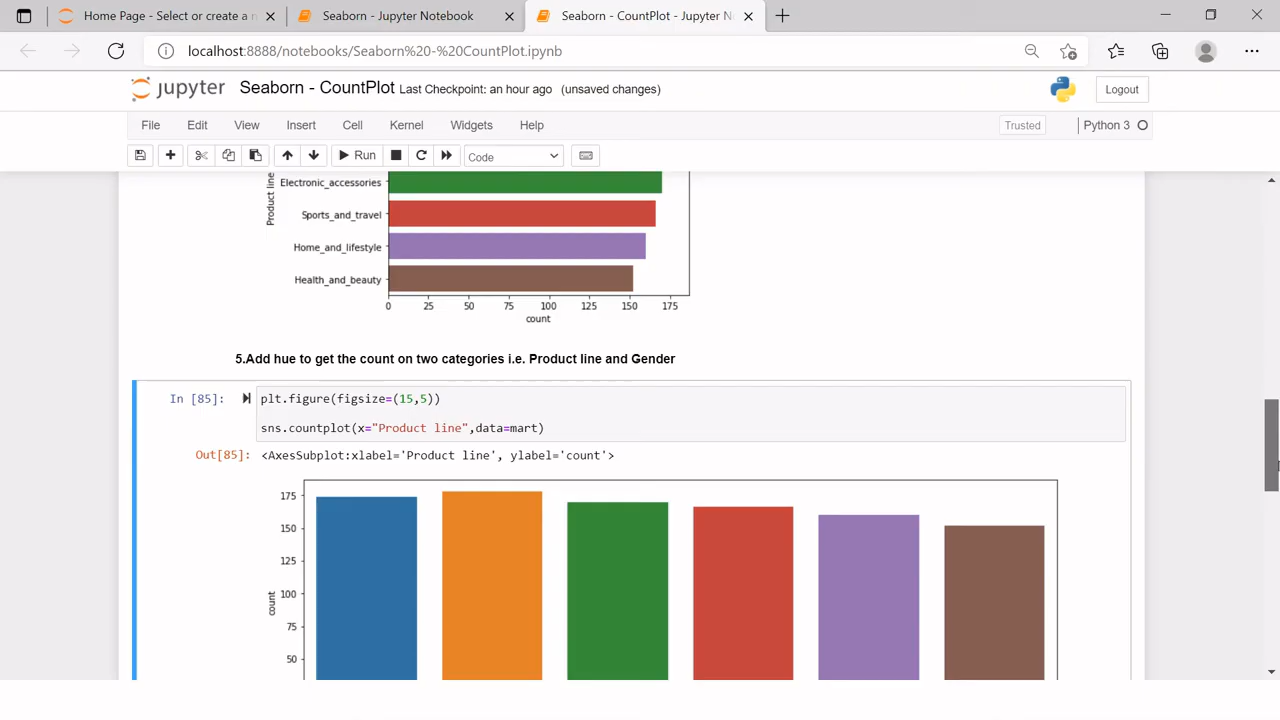 Home Page - Select or create a n
Seaborn - Jupyter Notebook
Seaborn - CountPlot - Jupyter No
localhost:8888/notebooks/Seaborn%20-%20CountPlot.ipynb
jupyter Seaborn - CountPlot Last Checkpoint: an hour ago (unsaved changes)
Logout
File Edit View Insert Cell Kernel Widgets Help
Trusted
Python 3
Run
Code
Product line
Electronic_accessories
Sports_and_travel
Home_and_lifestyle
Health_and_beauty
0 25 50 75 100 125 150 175
count
5.Add hue to get the count on two categories i.e. Product line and Gender
In [85]:
plt.figure(figsize=(15,5))
sns.countplot(x="Product line",data=mart)
Out[85]: <AxesSubplot:xlabel='Product line', ylabel='count'>
175
150
125
100
75
50
count